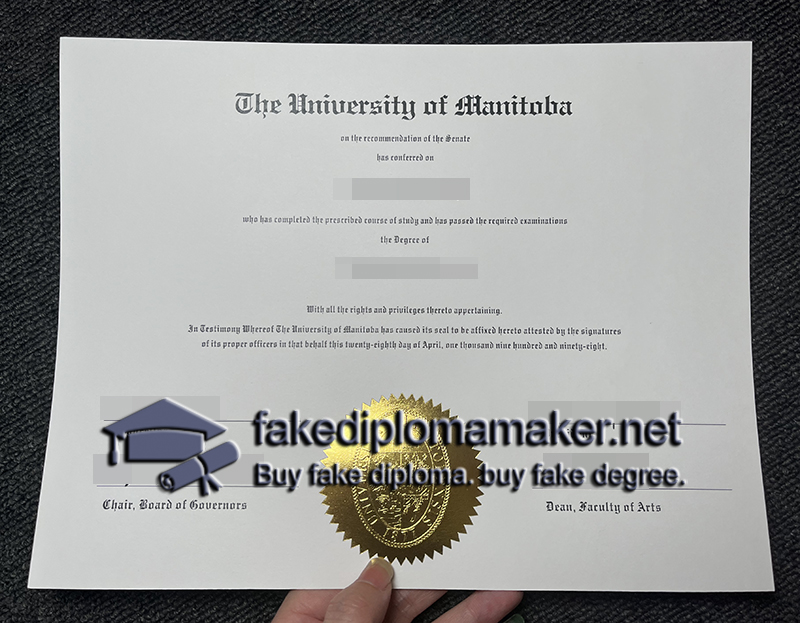 The University of Manitoba
on the recommendation of the Senate
has conferred on
who has completed the prescribed course of study and has passed the required examinations
the Degree of
With all the rights and privileges thereto appertaining.
In Testimony Whereof The University of Manitoba has caused its seal to be affixed hereto attested by the signatures
of its proper officers in that behalf this twenty-eighth day of April, one thousand nine hundred and ninety-eight.
fakediplomamaker.net
Buy fake diploma. buy fake degree.
Chair, Board of Governors
Dean, Faculty of Arts
1877